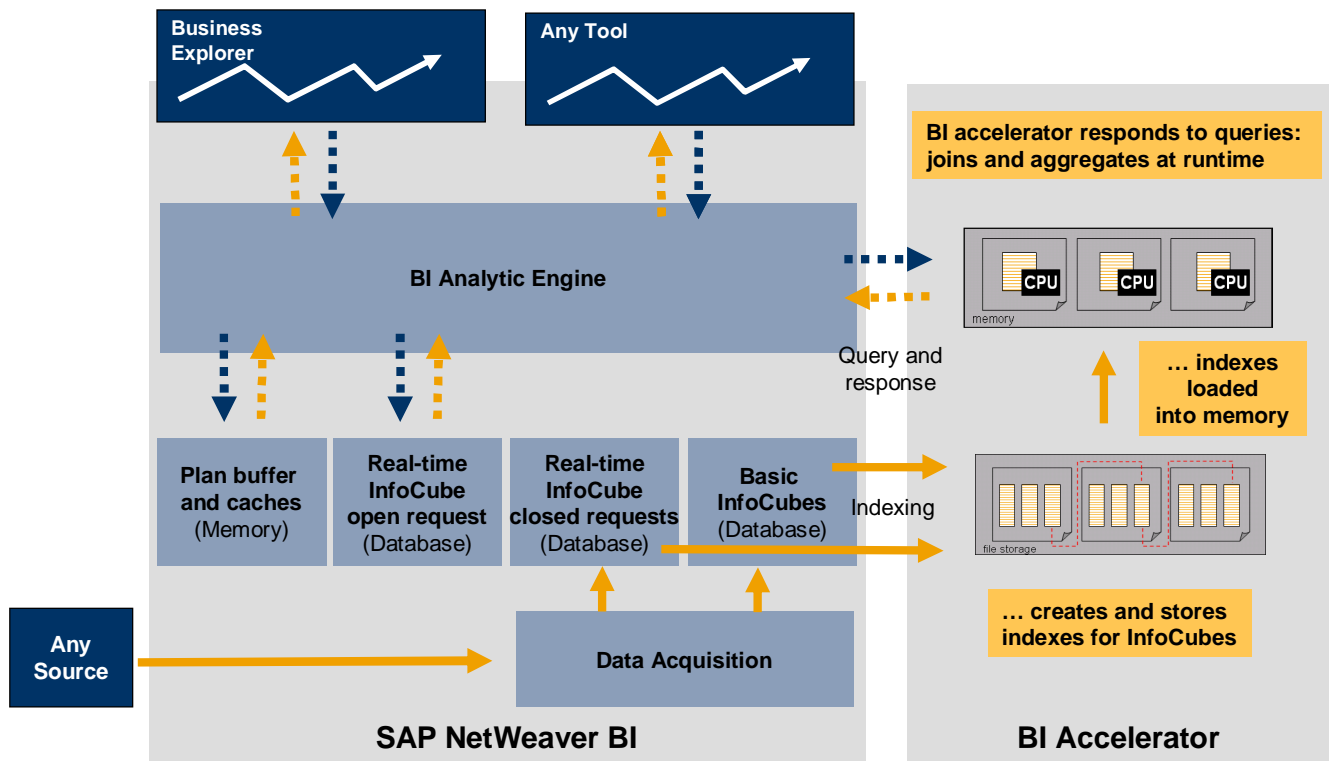 Business
Explorer
Any Tool
BI accelerator responds to queries:
joins and aggregates at runtime
BI Analytic Engine
CPU
CPU
CPU
memory
Query and
response
… indexes
loaded
into memory
Plan buffer
and caches
(Memory)
Real-time
InfoCube
open request
(Database)
Real-time
InfoCube
closed requests
(Database)
Basic
InfoCubes
(Database)
Indexing
file storage
… creates and stores
indexes for InfoCubes
Any
Source
Data Acquisition
SAP NetWeaver BI
BI Accelerator